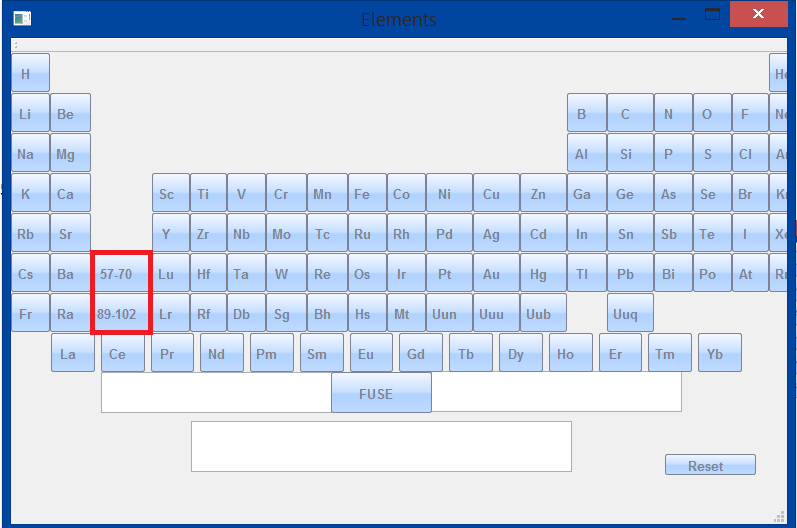 Elements
H He
Li Be B C N O F Ne
Na Mg Al Si P S Cl Ar
K Ca Sc Ti V Cr Mn Fe Co Ni Cu Zn Ga Ge As Se Br Kr
Rb Sr Y Zr Nb Mo Tc Ru Rh Pd Ag Cd In Sn Sb Te I Xe
Cs Ba 57-70 Lu Hf Ta W Re Os Ir Pt Au Hg Tl Pb Bi Po At Rn
Fr Ra 89-102 Lr Rf Db Sg Bh Hs Mt Uun Uuu Uub Uuq
La Ce Pr Nd Pm Sm Eu Gd Tb Dy Ho Er Tm Yb
FUSE
Reset